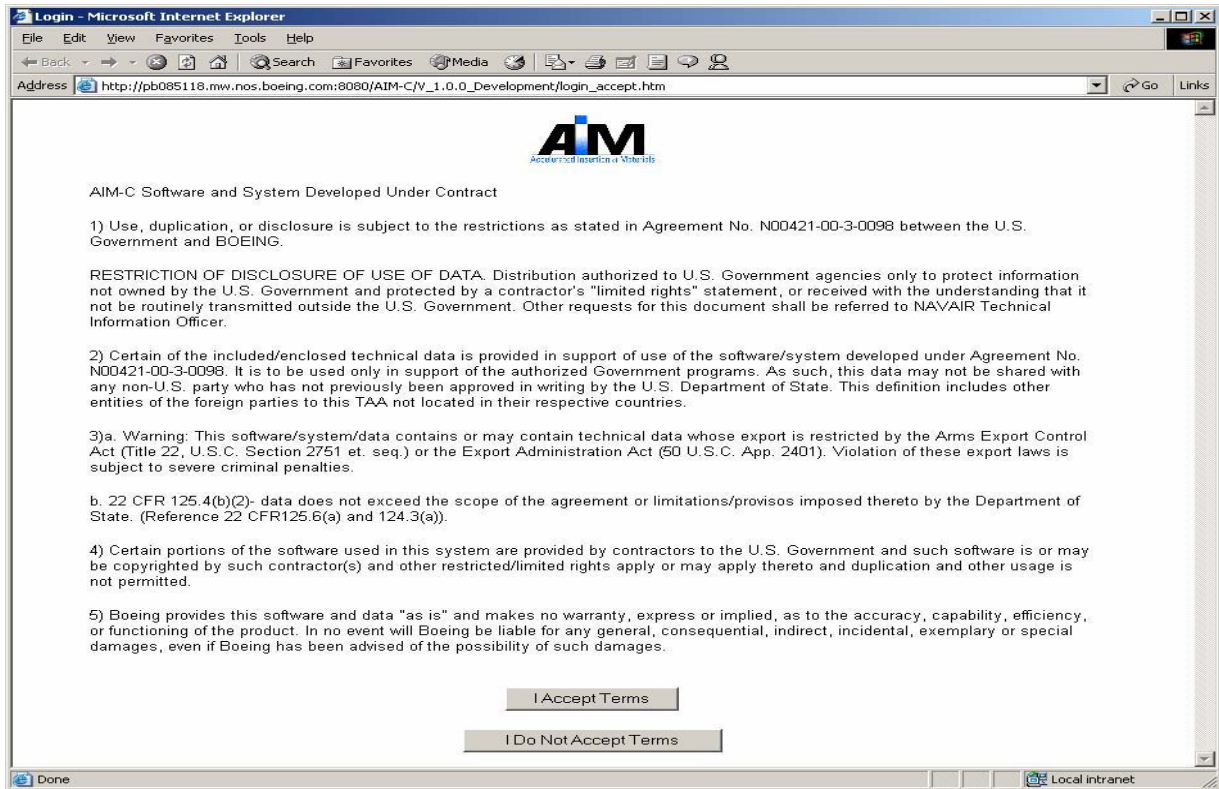 Login - Microsoft Internet Explorer
File Edit View Favorites Tools Help
Back Search Favorites Media
Address http://pb085118.mw.nos.boeing.com:8080/AIM-C/V_1.0.0_Development/login_accept.htm Go Links
AIM
Accelerated Insertion of Materials
AIM-C Software and System Developed Under Contract
1) Use, duplication, or disclosure is subject to the restrictions as stated in Agreement No. N00421-00-3-0098 between the U.S.
Government and BOEING.
RESTRICTION OF DISCLOSURE OF USE OF DATA. Distribution authorized to U.S. Government agencies only to protect information
not owned by the U.S. Government and protected by a contractor's "limited rights" statement, or received with the understanding that it
not be routinely transmitted outside the U.S. Government. Other requests for this document shall be referred to NAVAIR Technical
Information Officer.
2) Certain of the included/enclosed technical data is provided in support of use of the software/system developed under Agreement No.
N00421-00-3-0098. It is to be used only in support of the authorized Government programs. As such, this data may not be shared with
any non-U.S. party who has not previously been approved in writing by the U.S. Department of State. This definition includes other
entities of the foreign parties to this TAA not located in their respective countries.
3)a. Warning: This software/system/data contains or may contain technical data whose export is restricted by the Arms Export Control
Act (Title 22, U.S.C. Section 2751 et. seq.) or the Export Administration Act (50 U.S.C. App. 2401). Violation of these export laws is
subject to severe criminal penalties.
b. 22 CFR 125.4(b)(2)- data does not exceed the scope of the agreement or limitations/provisos imposed thereto by the Department of
State. (Reference 22 CFR125.6(a) and 124.3(a)).
4) Certain portions of the software used in this system are provided by contractors to the U.S. Government and such software is or may
be copyrighted by such contractor(s) and other restricted/limited rights apply or may apply thereto and duplication and other usage is
not permitted.
5) Boeing provides this software and data "as is" and makes no warranty, express or implied, as to the accuracy, capability, efficiency,
or functioning of the product. In no event will Boeing be liable for any general, consequential, indirect, incidental, exemplary or special
damages, even if Boeing has been advised of the possibility of such damages.
I Accept Terms
I Do Not Accept Terms
Done Local intranet